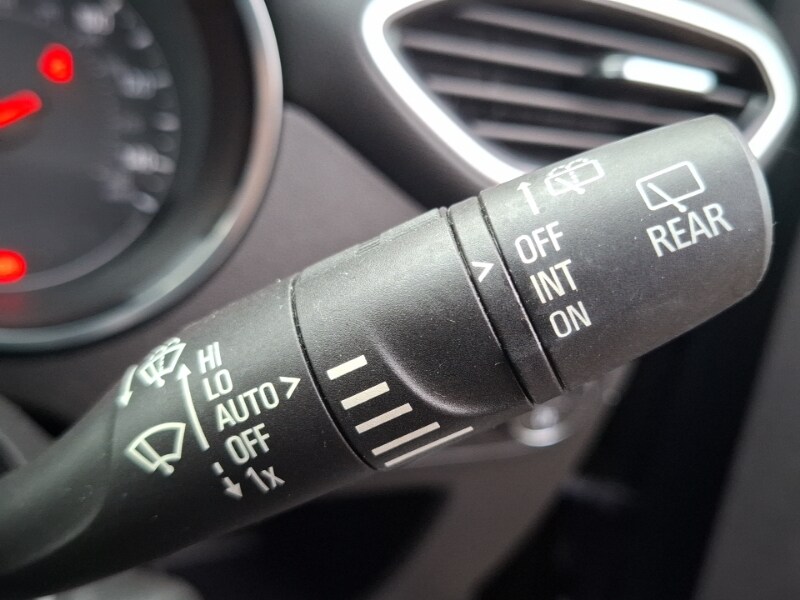 HI
LO
AUTO >
OFF
1x
>
OFF
INT
ON
REAR